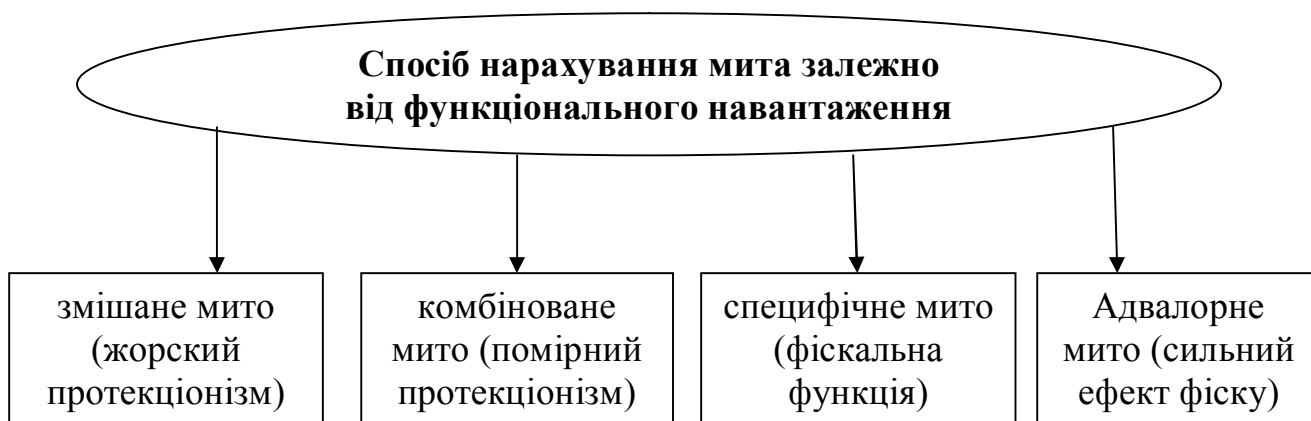 Спосіб нарахування мита залежно
від функціонального навантаження
змішане мито
(жорский
протекціонізм)
комбіноване
мито (помірний
протекціонізм)
специфічне мито
(фіскальна
функція)
Адвалорне
мито (сильний
ефект фіску)